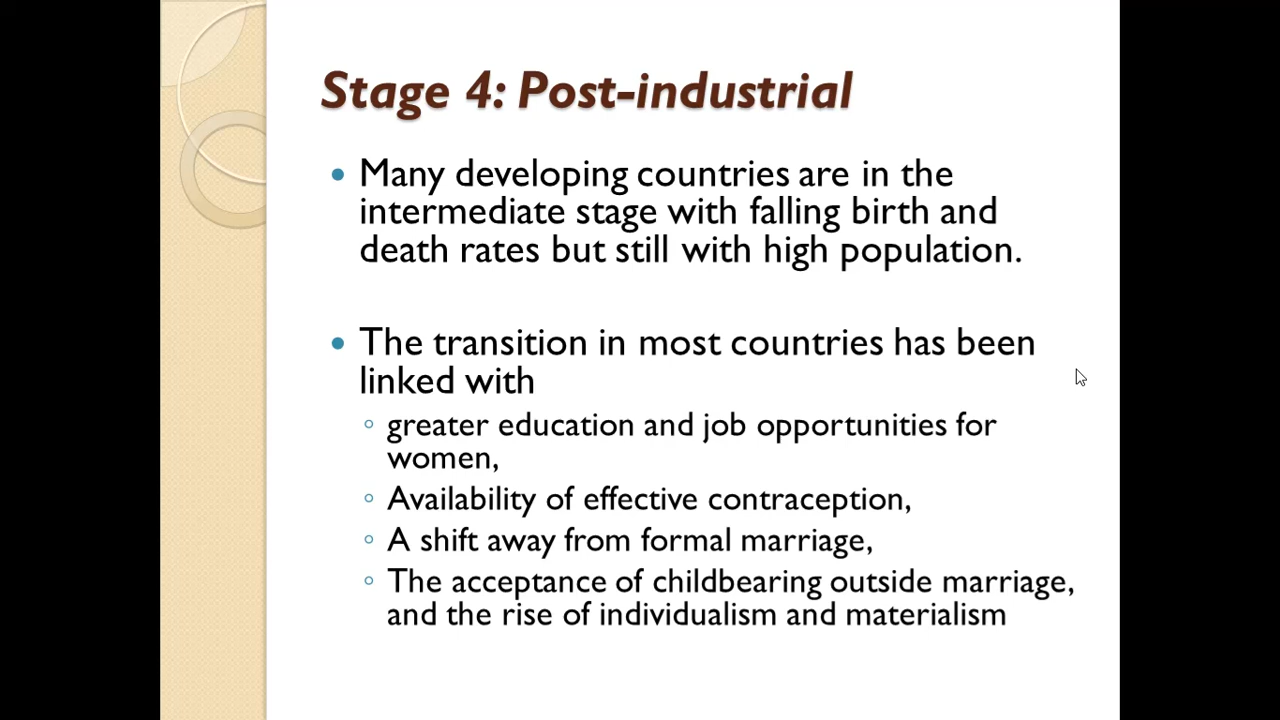 Stage 4: Post-industrial
• Many developing countries are in the
intermediate stage with falling birth and
death rates but still with high population.
• The transition in most countries has been
linked with
◦ greater education and job opportunities for
women,
◦ Availability of effective contraception,
◦ A shift away from formal marriage,
◦ The acceptance of childbearing outside marriage,
and the rise of individualism and materialism